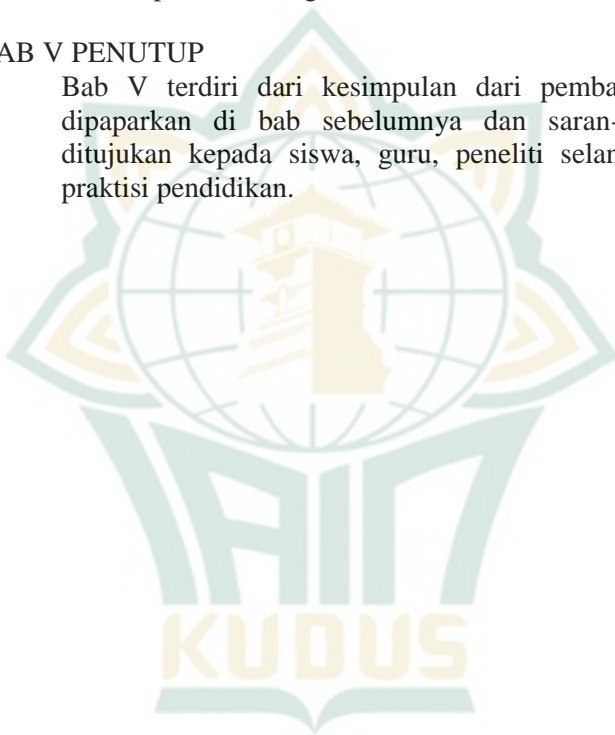 AB V PENUTUP
Bab V terdiri dari kesimpulan dari pemba
dipaparkan di bab sebelumnya dan saran-
ditujukan kepada siswa, guru, peneliti selan
praktisi pendidikan.
IAIN
KUDUS